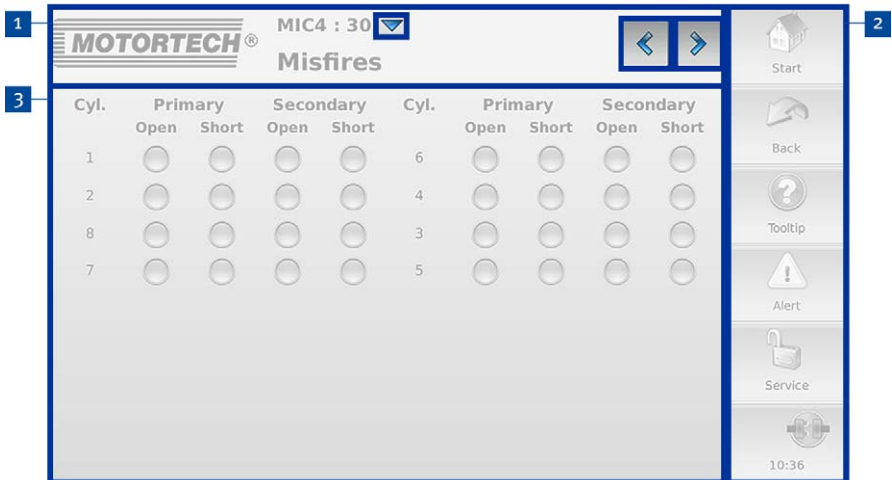 1
MIC4 : 30
MOTORTECH®
Misfires
2
Start
3
Cyl. Primary Secondary Cyl. Primary Secondary
Open Short Open Short Open Short Open Short
1 6
2 4
8 3
7 5
Back
Tooltip
Alert
Service
10:36